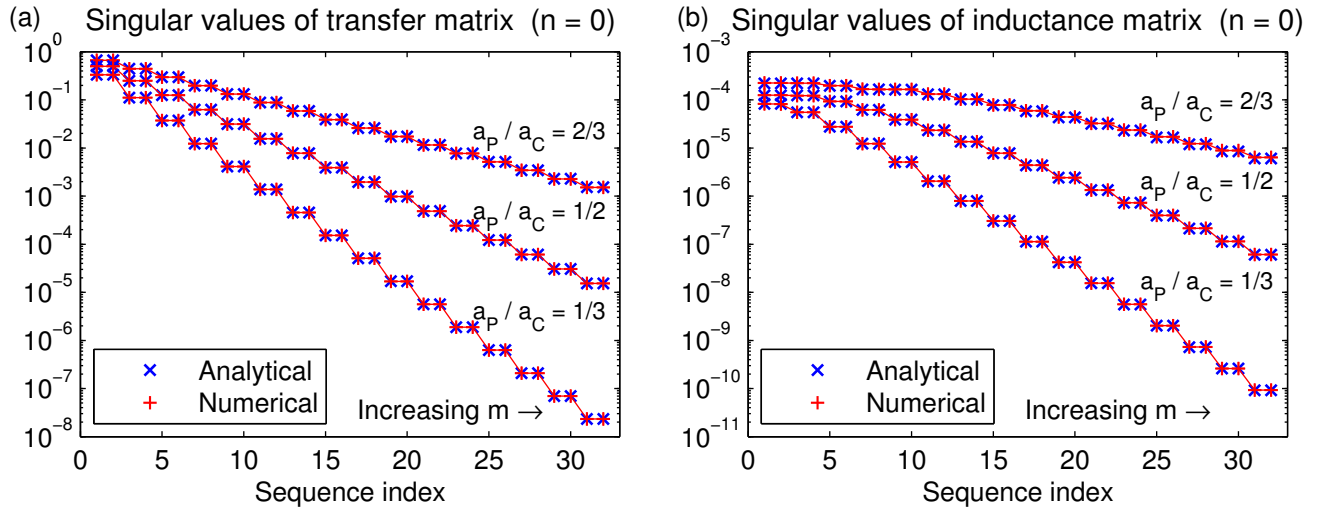 (a) Singular values of transfer matrix (n = 0)
10^0
10^−1
10^−2
10^−3
10^−4
10^−5
10^−6
10^−7
10^−8
a_P / a_C = 2/3
a_P / a_C = 1/2
a_P / a_C = 1/3
Analytical
Numerical
Increasing m →
0 5 10 15 20 25 30
Sequence index
(b) Singular values of inductance matrix (n = 0)
10^−3
10^−4
10^−5
10^−6
10^−7
10^−8
10^−9
10^−10
10^−11
a_P / a_C = 2/3
a_P / a_C = 1/2
a_P / a_C = 1/3
Analytical
Numerical
Increasing m →
0 5 10 15 20 25 30
Sequence index